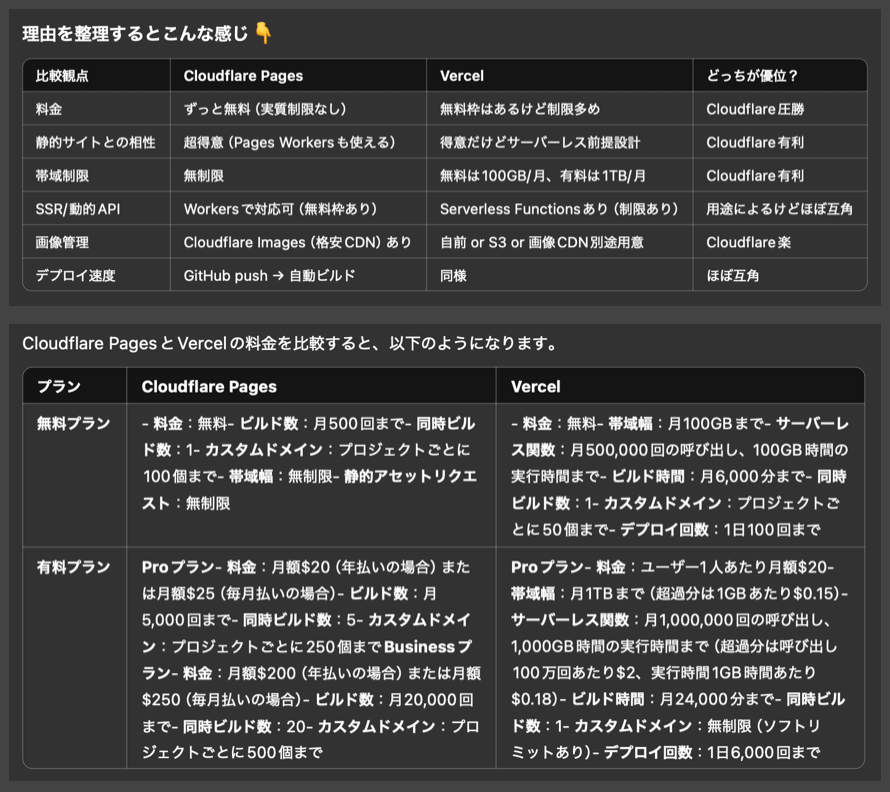 理由を整理するとこんな感じ👇
比較観点 Cloudflare Pages Vercel どっちが優位？
料金 ずっと無料（実質制限なし） 無料枠はあるけど制限多め Cloudflare圧勝
静的サイトとの相性 超得意（Pages Workersも使える） 得意だけどサーバーレス前提設計 Cloudflare有利
帯域制限 無制限 無料は100GB/月、有料は1TB/月 Cloudflare有利
SSR/動的API Workersで対応可（無料枠あり） Serverless Functionsあり（制限あり） 用途によるけどほぼ互角
画像管理 Cloudflare Images（格安CDN）あり 自前 or S3 or 画像CDN別途用意 Cloudflare楽
デプロイ速度 GitHub push → 自動ビルド 同様 ほぼ互角
Cloudflare PagesとVercelの料金を比較すると、以下のようになります。
プラン Cloudflare Pages Vercel
無料プラン
- 料金：無料- ビルド数：月500回まで- 同時ビル
ド数：1- カスタムドメイン：プロジェクトごとに
100個まで- 帯域幅：無制限- 静的アセットリクエ
スト：無制限
- 料金：無料- 帯域幅：月100GBまで- サーバーレ
ス関数：月500,000回の呼び出し、100GB時間の
実行時間まで- ビルド時間：月6,000分まで- 同時
ビルド数：1- カスタムドメイン：プロジェクトご
とに50個まで- デプロイ回数：1日100回まで
有料プラン
Proプラン- 料金：月額$20（年払いの場合）また
は月額$25（毎月払いの場合）- ビルド数：月
5,000回まで- 同時ビルド数：5- カスタムドメイ
ン：プロジェクトごとに250個までBusinessプ
ラン- 料金：月額$200（年払いの場合）または月額
$250（毎月払いの場合）- ビルド数：月20,000回
まで- 同時ビルド数：20- カスタムドメイン：プロ
ジェクトごとに500個まで
Proプラン- 料金：ユーザー1人あたり月額$20-
帯域幅：月1TBまで（超過分は1GBあたり$0.15）-
サーバーレス関数：月1,000,000回の呼び出し、
1,000GB時間の実行時間まで（超過分は呼び出し
100万回あたり$2、実行時間1GB時間あたり
$0.18）- ビルド時間：月24,000分まで- 同時ビル
ド数：1- カスタムドメイン：無制限（ソフトリ
ミットあり）- デプロイ回数：1日6,000回まで